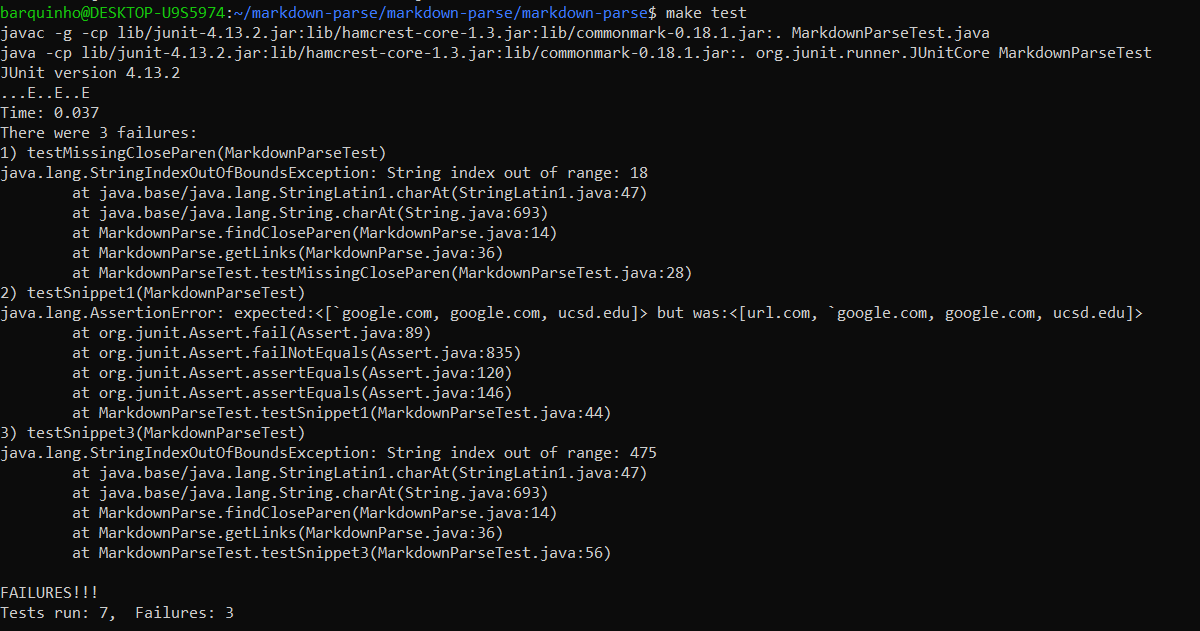 barquinho@DESKTOP-U9S5974:~/markdown-parse/markdown-parse/markdown-parse$ make test
javac -g -cp lib/junit-4.13.2.jar:lib/hamcrest-core-1.3.jar:lib/commonmark-0.18.1.jar:. MarkdownParseTest.java
java -cp lib/junit-4.13.2.jar:lib/hamcrest-core-1.3.jar:lib/commonmark-0.18.1.jar:. org.junit.runner.JUnitCore MarkdownParseTest
JUnit version 4.13.2
...E..E..E
Time: 0.037
There were 3 failures:
1) testMissingCloseParen(MarkdownParseTest)
java.lang.StringIndexOutOfBoundsException: String index out of range: 18
        at java.base/java.lang.StringLatin1.charAt(StringLatin1.java:47)
        at java.base/java.lang.String.charAt(String.java:693)
        at MarkdownParse.findCloseParen(MarkdownParse.java:14)
        at MarkdownParse.getLinks(MarkdownParse.java:36)
        at MarkdownParseTest.testMissingCloseParen(MarkdownParseTest.java:28)
2) testSnippet1(MarkdownParseTest)
java.lang.AssertionError: expected:<[`google.com, google.com, ucsd.edu]> but was:<[url.com, `google.com, google.com, ucsd.edu]>
        at org.junit.Assert.fail(Assert.java:89)
        at org.junit.Assert.failNotEquals(Assert.java:835)
        at org.junit.Assert.assertEquals(Assert.java:120)
        at org.junit.Assert.assertEquals(Assert.java:146)
        at MarkdownParseTest.testSnippet1(MarkdownParseTest.java:44)
3) testSnippet3(MarkdownParseTest)
java.lang.StringIndexOutOfBoundsException: String index out of range: 475
        at java.base/java.lang.StringLatin1.charAt(StringLatin1.java:47)
        at java.base/java.lang.String.charAt(String.java:693)
        at MarkdownParse.findCloseParen(MarkdownParse.java:14)
        at MarkdownParse.getLinks(MarkdownParse.java:36)
        at MarkdownParseTest.testSnippet3(MarkdownParseTest.java:56)
FAILURES!!!
Tests run: 7,  Failures: 3